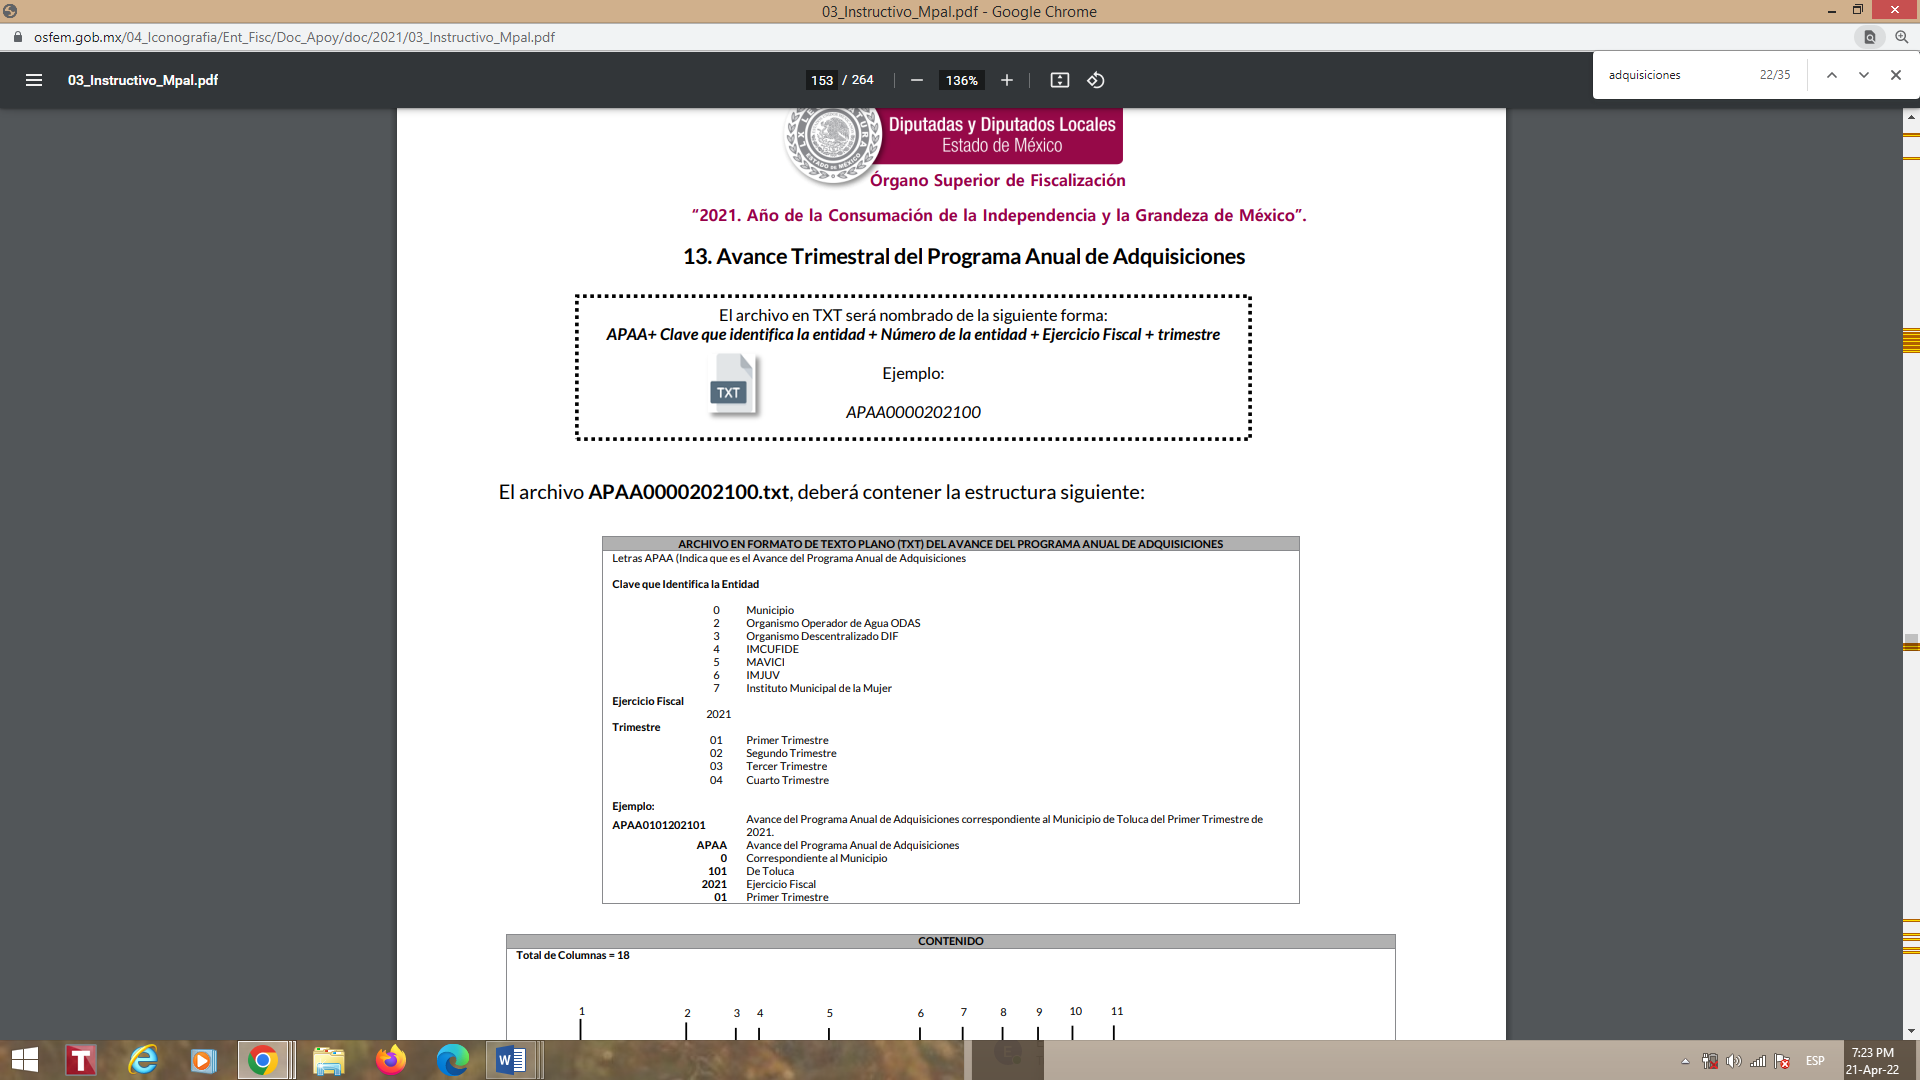 03_Instructivo_Mpal.pdf - Google Chrome
osfem.gob.mx/04_Iconografia/Ent_Fisc/Doc_Apoy/doc/2021/03_Instructivo_Mpal.pdf
03_Instructivo_Mpal.pdf
153 / 264
136%
adquisiciones 22/35
Diputadas y Diputados Locales
Estado de México
Órgano Superior de Fiscalización
“2021. Año de la Consumación de la Independencia y la Grandeza de México”.
13. Avance Trimestral del Programa Anual de Adquisiciones
El archivo en TXT será nombrado de la siguiente forma:
APAA+ Clave que identifica la entidad + Número de la entidad + Ejercicio Fiscal + trimestre
TXT
Ejemplo:
APAA0000202100
El archivo APAA0000202100.txt, deberá contener la estructura siguiente:
ARCHIVO EN FORMATO DE TEXTO PLANO (TXT) DEL AVANCE DEL PROGRAMA ANUAL DE ADQUISICIONES
Letras APAA (Indica que es el Avance del Programa Anual de Adquisiciones
Clave que Identifica la Entidad
0 Municipio
2 Organismo Operador de Agua ODAS
3 Organismo Descentralizado DIF
4 IMCUFIDE
5 MAVICI
6 IMJUV
7 Instituto Municipal de la Mujer
Ejercicio Fiscal
2021
Trimestre
01 Primer Trimestre
02 Segundo Trimestre
03 Tercer Trimestre
04 Cuarto Trimestre
Ejemplo:
APAA0101202101 Avance del Programa Anual de Adquisiciones correspondiente al Municipio de Toluca del Primer Trimestre de
2021.
APAA Avance del Programa Anual de Adquisiciones
0 Correspondiente al Municipio
101 De Toluca
2021 Ejercicio Fiscal
01 Primer Trimestre
CONTENIDO
Total de Columnas = 18
1 2 3 4 5 6 7 8 9 10 11
ESP
7:23 PM
21-Apr-22